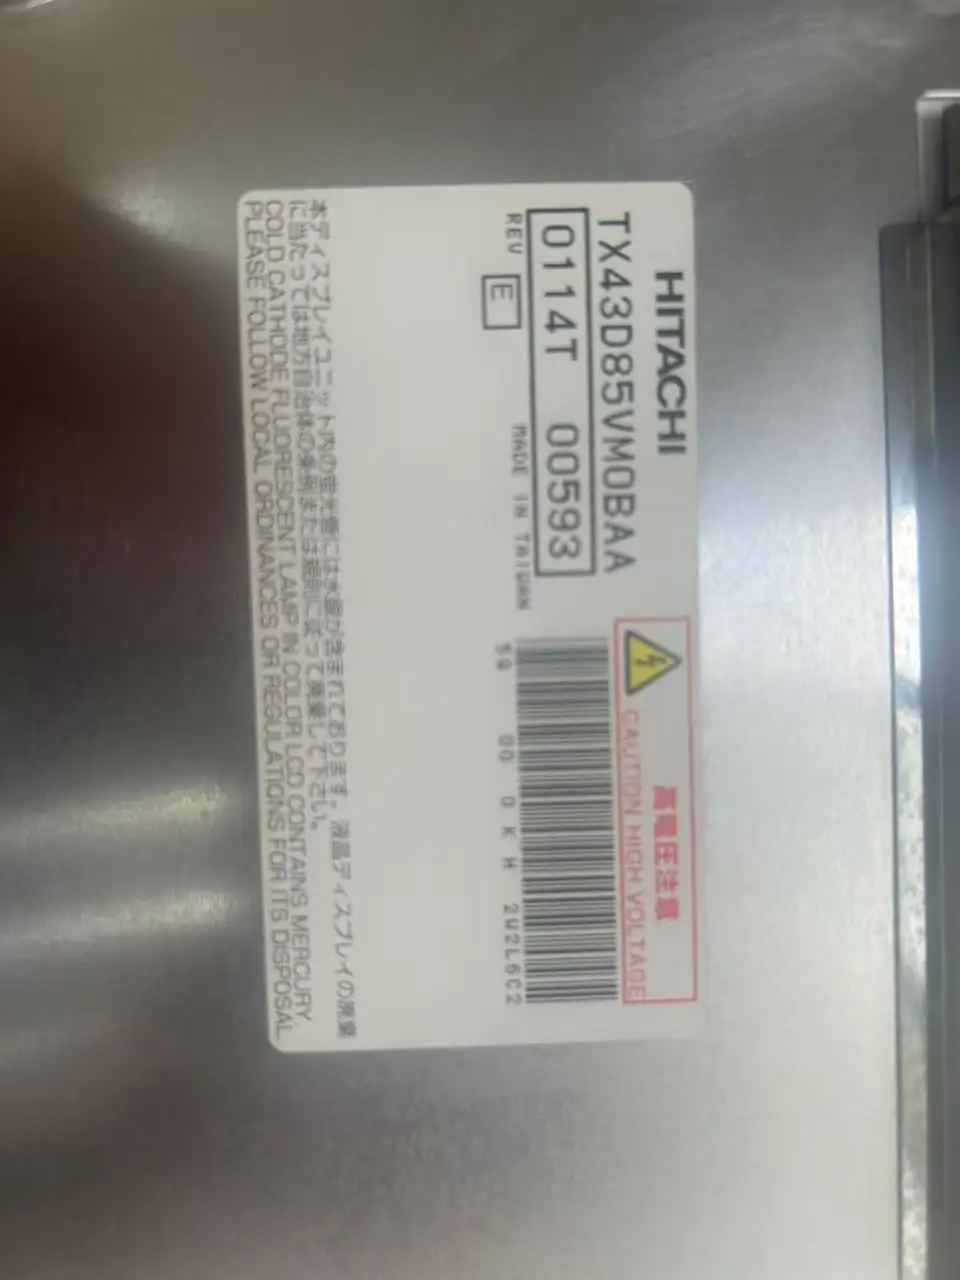 HITACHI
TX43D85VM0BAA
0114T 00593
REV E
MADE IN TAIWAN
高電圧注意
CAUTION HIGH VOLTAGE
S0 00 0 K H 2W2L6C2
本ディスプレイユニット内の蛍光管には水銀が含まれております。液晶ディスプレイの廃棄
に当たっては地方自治体の条例または規則に従って廃棄して下さい。
COLD CATHODE FLUORESCENT LAMP IN COLOR LCD CONTAINS MERCURY.
PLEASE FOLLOW LOCAL ORDINANCES OR REGULATIONS FOR ITS DISPOSAL